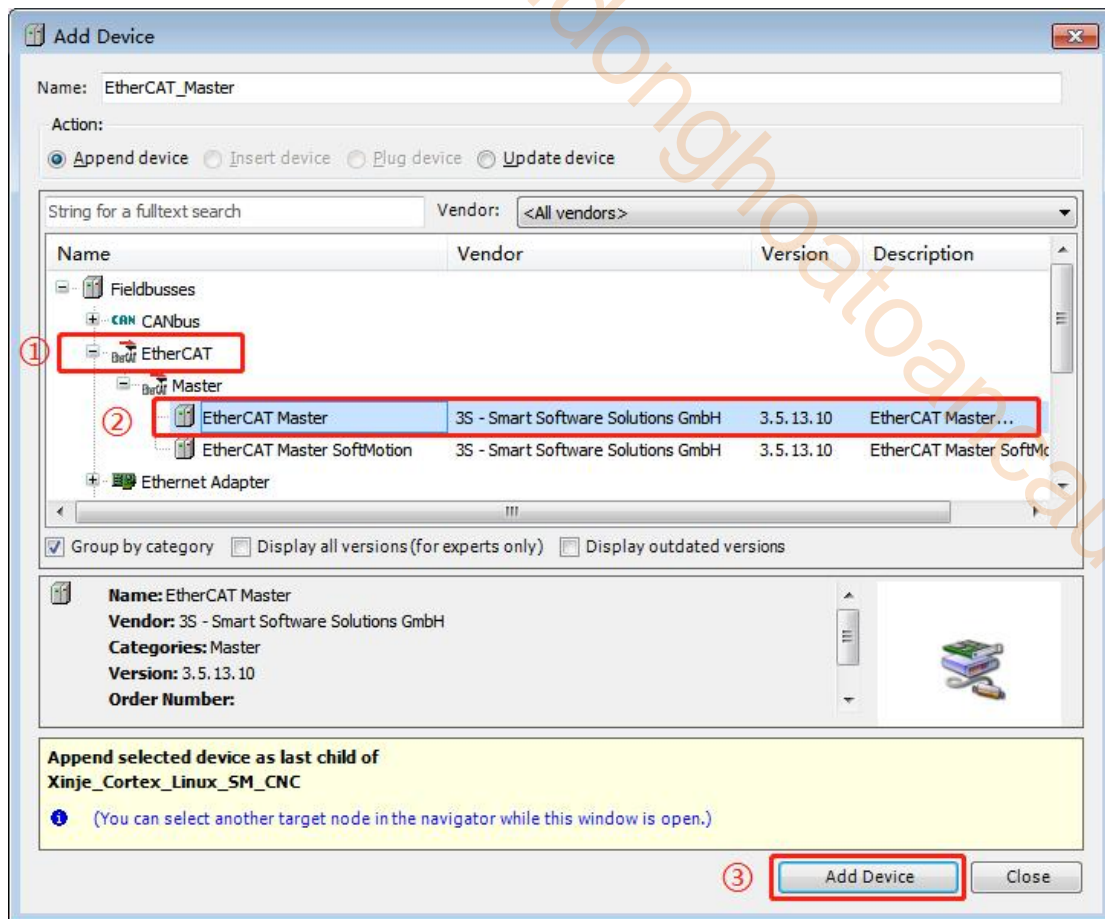 Add Device
Name: EtherCAT_Master
Action:
Append device Insert device Plug device Update device
String for a fulltext search Vendor: <All vendors>
Name Vendor Version Description
Fieldbusses
CAN CANbus
① EtherCAT
Master
② EtherCAT Master 3S - Smart Software Solutions GmbH 3.5.13.10 EtherCAT Master...
EtherCAT Master SoftMotion 3S - Smart Software Solutions GmbH 3.5.13.10 EtherCAT Master SoftMc
Ethernet Adapter
Group by category Display all versions (for experts only) Display outdated versions
Name: EtherCAT Master
Vendor: 3S - Smart Software Solutions GmbH
Categories: Master
Version: 3.5.13.10
Order Number:
Append selected device as last child of
Xinje_Cortex_Linux_SM_CNC
(You can select another target node in the navigator while this window is open.)
③ Add Device Close